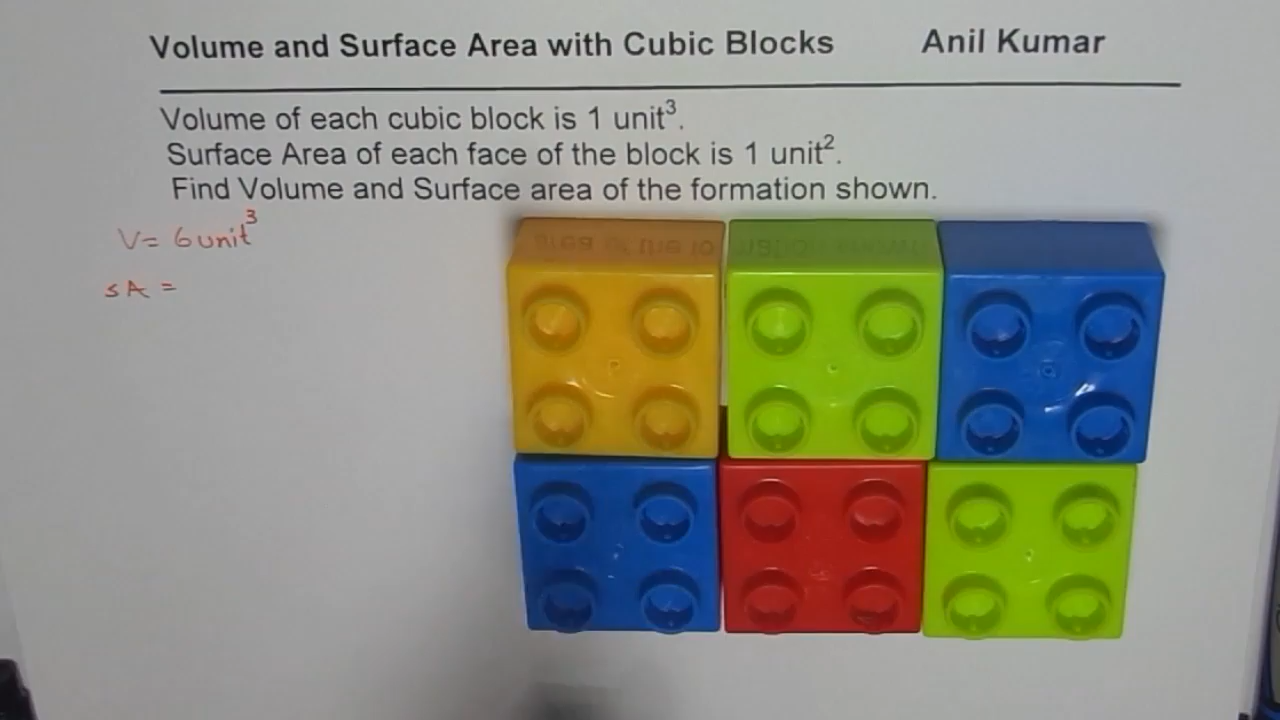 Volume and Surface Area with Cubic Blocks Anil Kumar
Volume of each cubic block is 1 unit³.
Surface Area of each face of the block is 1 unit².
Find Volume and Surface area of the formation shown.
V= 6 unit³
SA =